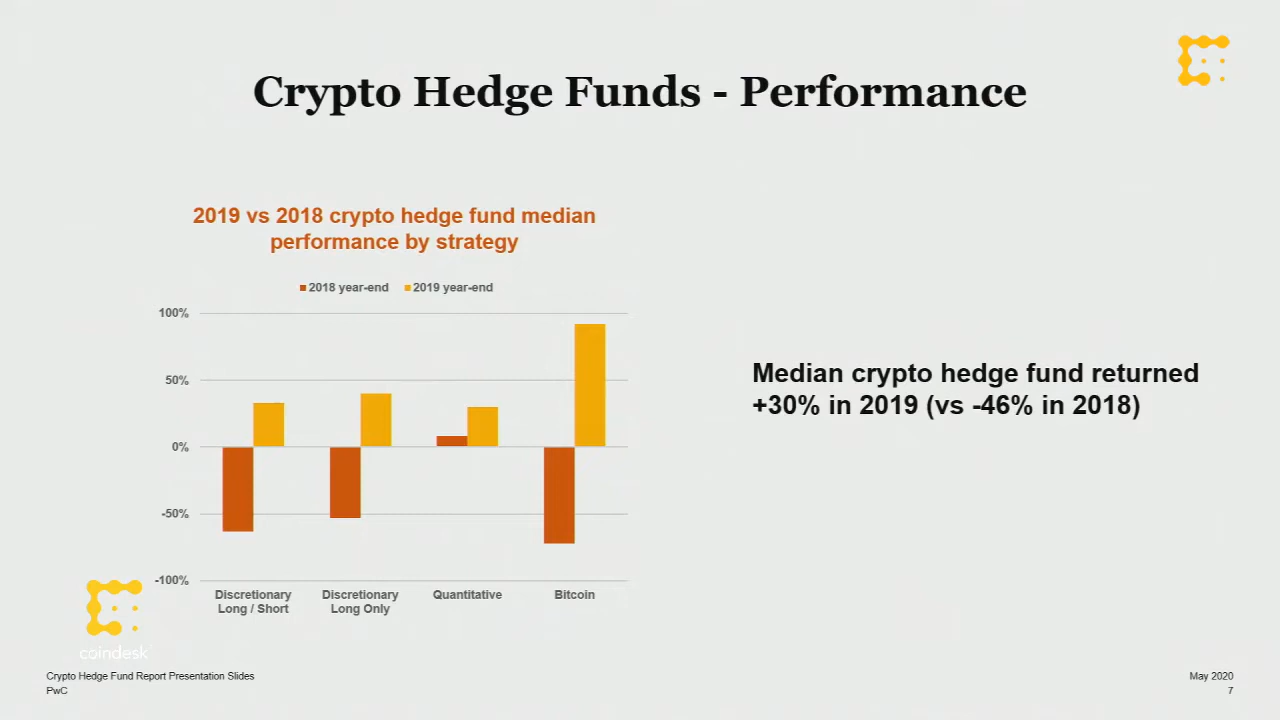 Crypto Hedge Funds - Performance
2019 vs 2018 crypto hedge fund median
performance by strategy
2018 year-end 2019 year-end
100%
50%
0%
-50%
-100%
Discretionary
Long / Short
Discretionary
Long Only
Quantitative
Bitcoin
Median crypto hedge fund returned
+30% in 2019 (vs -46% in 2018)
coindesk
Crypto Hedge Fund Report Presentation Slides
PwC
May 2020
7